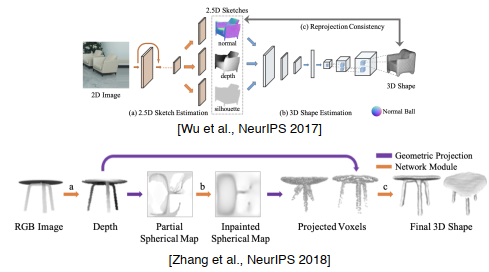 2.5D Sketches
(c) Reprojection Consistency
normal
depth
silhouette
2D Image
3D Shape
(a) 2.5D Sketch Estimation
(b) 3D Shape Estimation
Normal Ball
[Wu et al., NeurIPS 2017]
Geometric Projection
Network Module
a
b
c
RGB Image
Depth
Partial
Spherical Map
Inpainted
Spherical Map
Projected Voxels
Final 3D Shape
[Zhang et al., NeurIPS 2018]